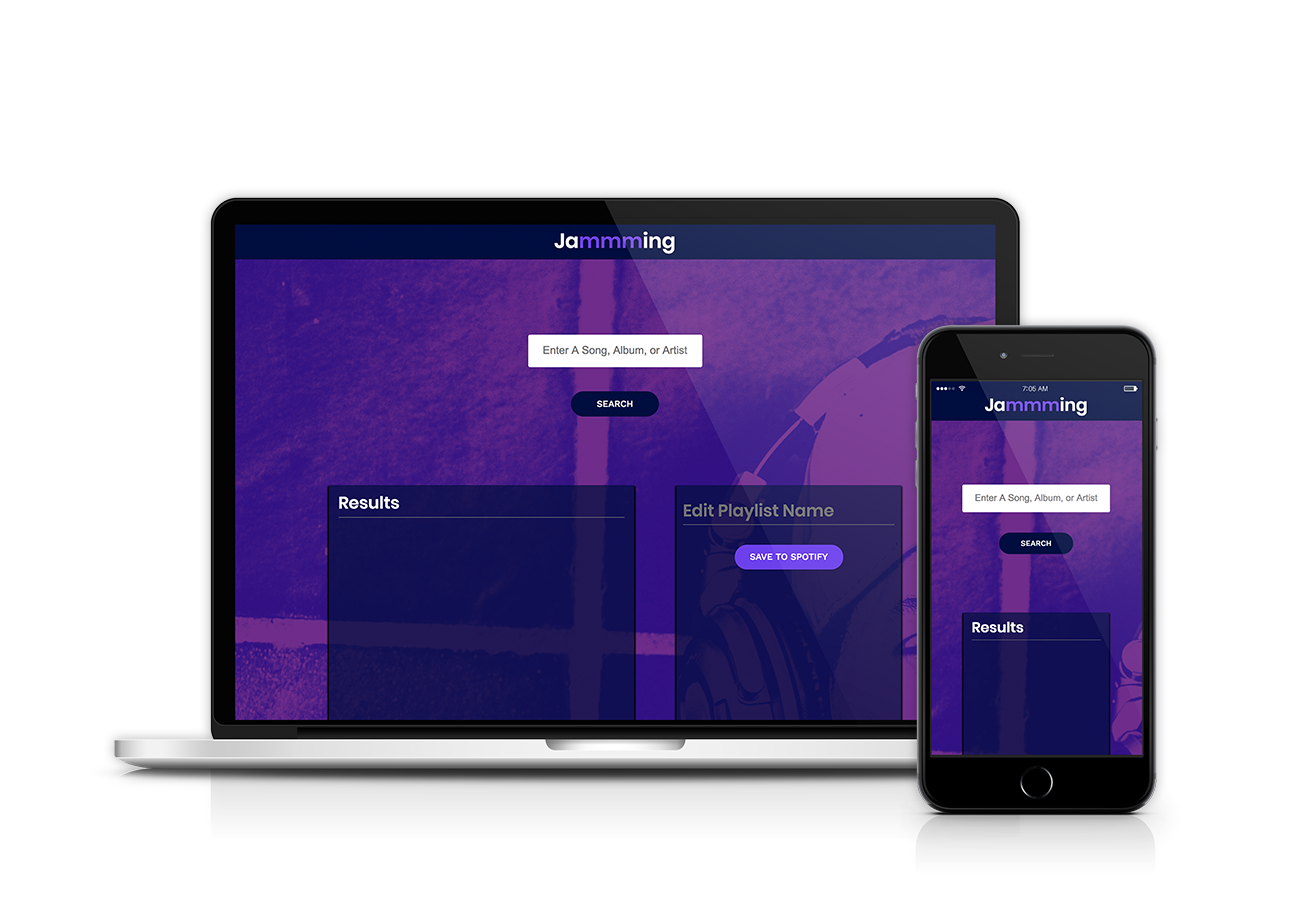 Jammming
Enter A Song, Album, or Artist
SEARCH
Results
Edit Playlist Name
SAVE TO SPOTIFY
7:05 AM
Jammming
Enter A Song, Album, or Artist
SEARCH
Results